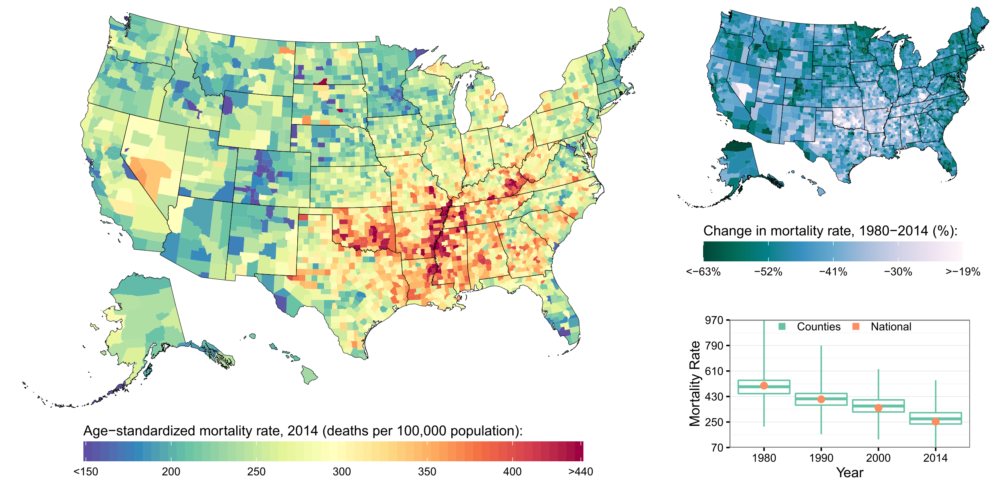 Age−standardized mortality rate, 2014 (deaths per 100,000 population):
<150 200 250 300 350 400 >440
Change in mortality rate, 1980−2014 (%):
<−63% −52% −41% −30% >−19%
Counties National
Mortality Rate
970
790
610
430
250
70
1980 1990 2000 2014
Year